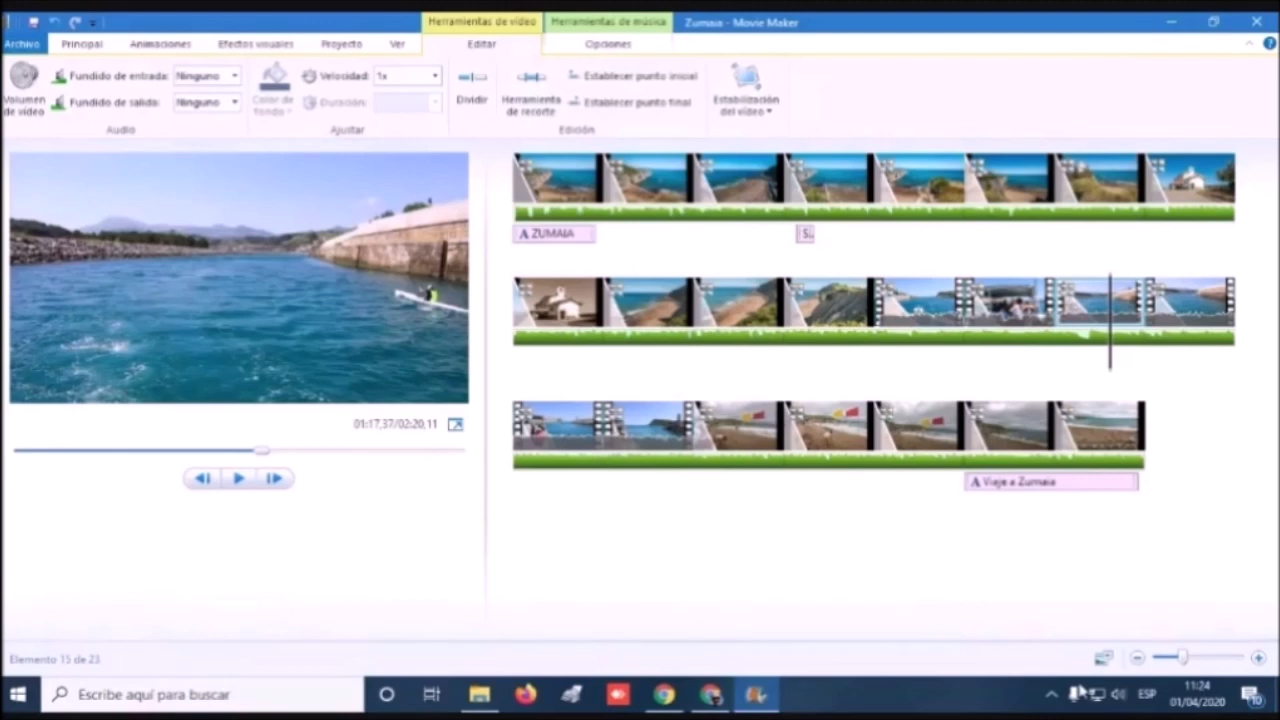 Herramientas de vídeo Herramientas de música Zumaia - Movie Maker
Archivo Principal Animaciones Efectos visuales Proyecto Ver Editar Opciones
Volumen de vídeo
Fundido de entrada: Ninguno
Fundido de salida: Ninguno
Audio
Color de fondo
Velocidad: 1x
Duración:
Ajustar
Dividir
Herramienta de recorte
Establecer punto inicial
Establecer punto final
Edición
Estabilización del vídeo
A ZUMAIA
01:17,37/02:20,11
A Viaje a Zumaia
Elemento 15 de 23
Escribe aquí para buscar
ESP
11:24
01/04/2020